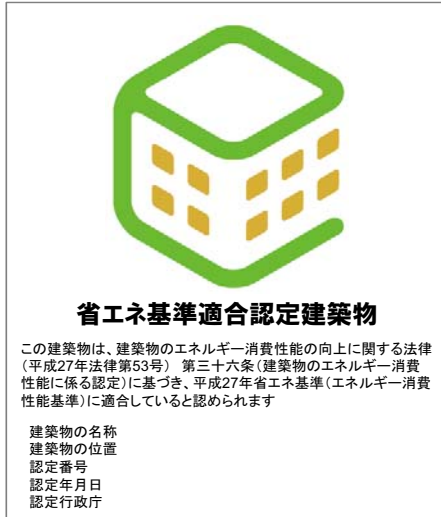 省エネ基準適合認定建築物
この建築物は、建築物のエネルギー消費性能の向上に関する法律
（平成27年法律第53号）　第三十六条（建築物のエネルギー消費
性能に係る認定）に基づき、平成27年省エネ基準（エネルギー消費
性能基準）に適合していると認められます
建築物の名称
建築物の位置
認定番号
認定年月日
認定行政庁